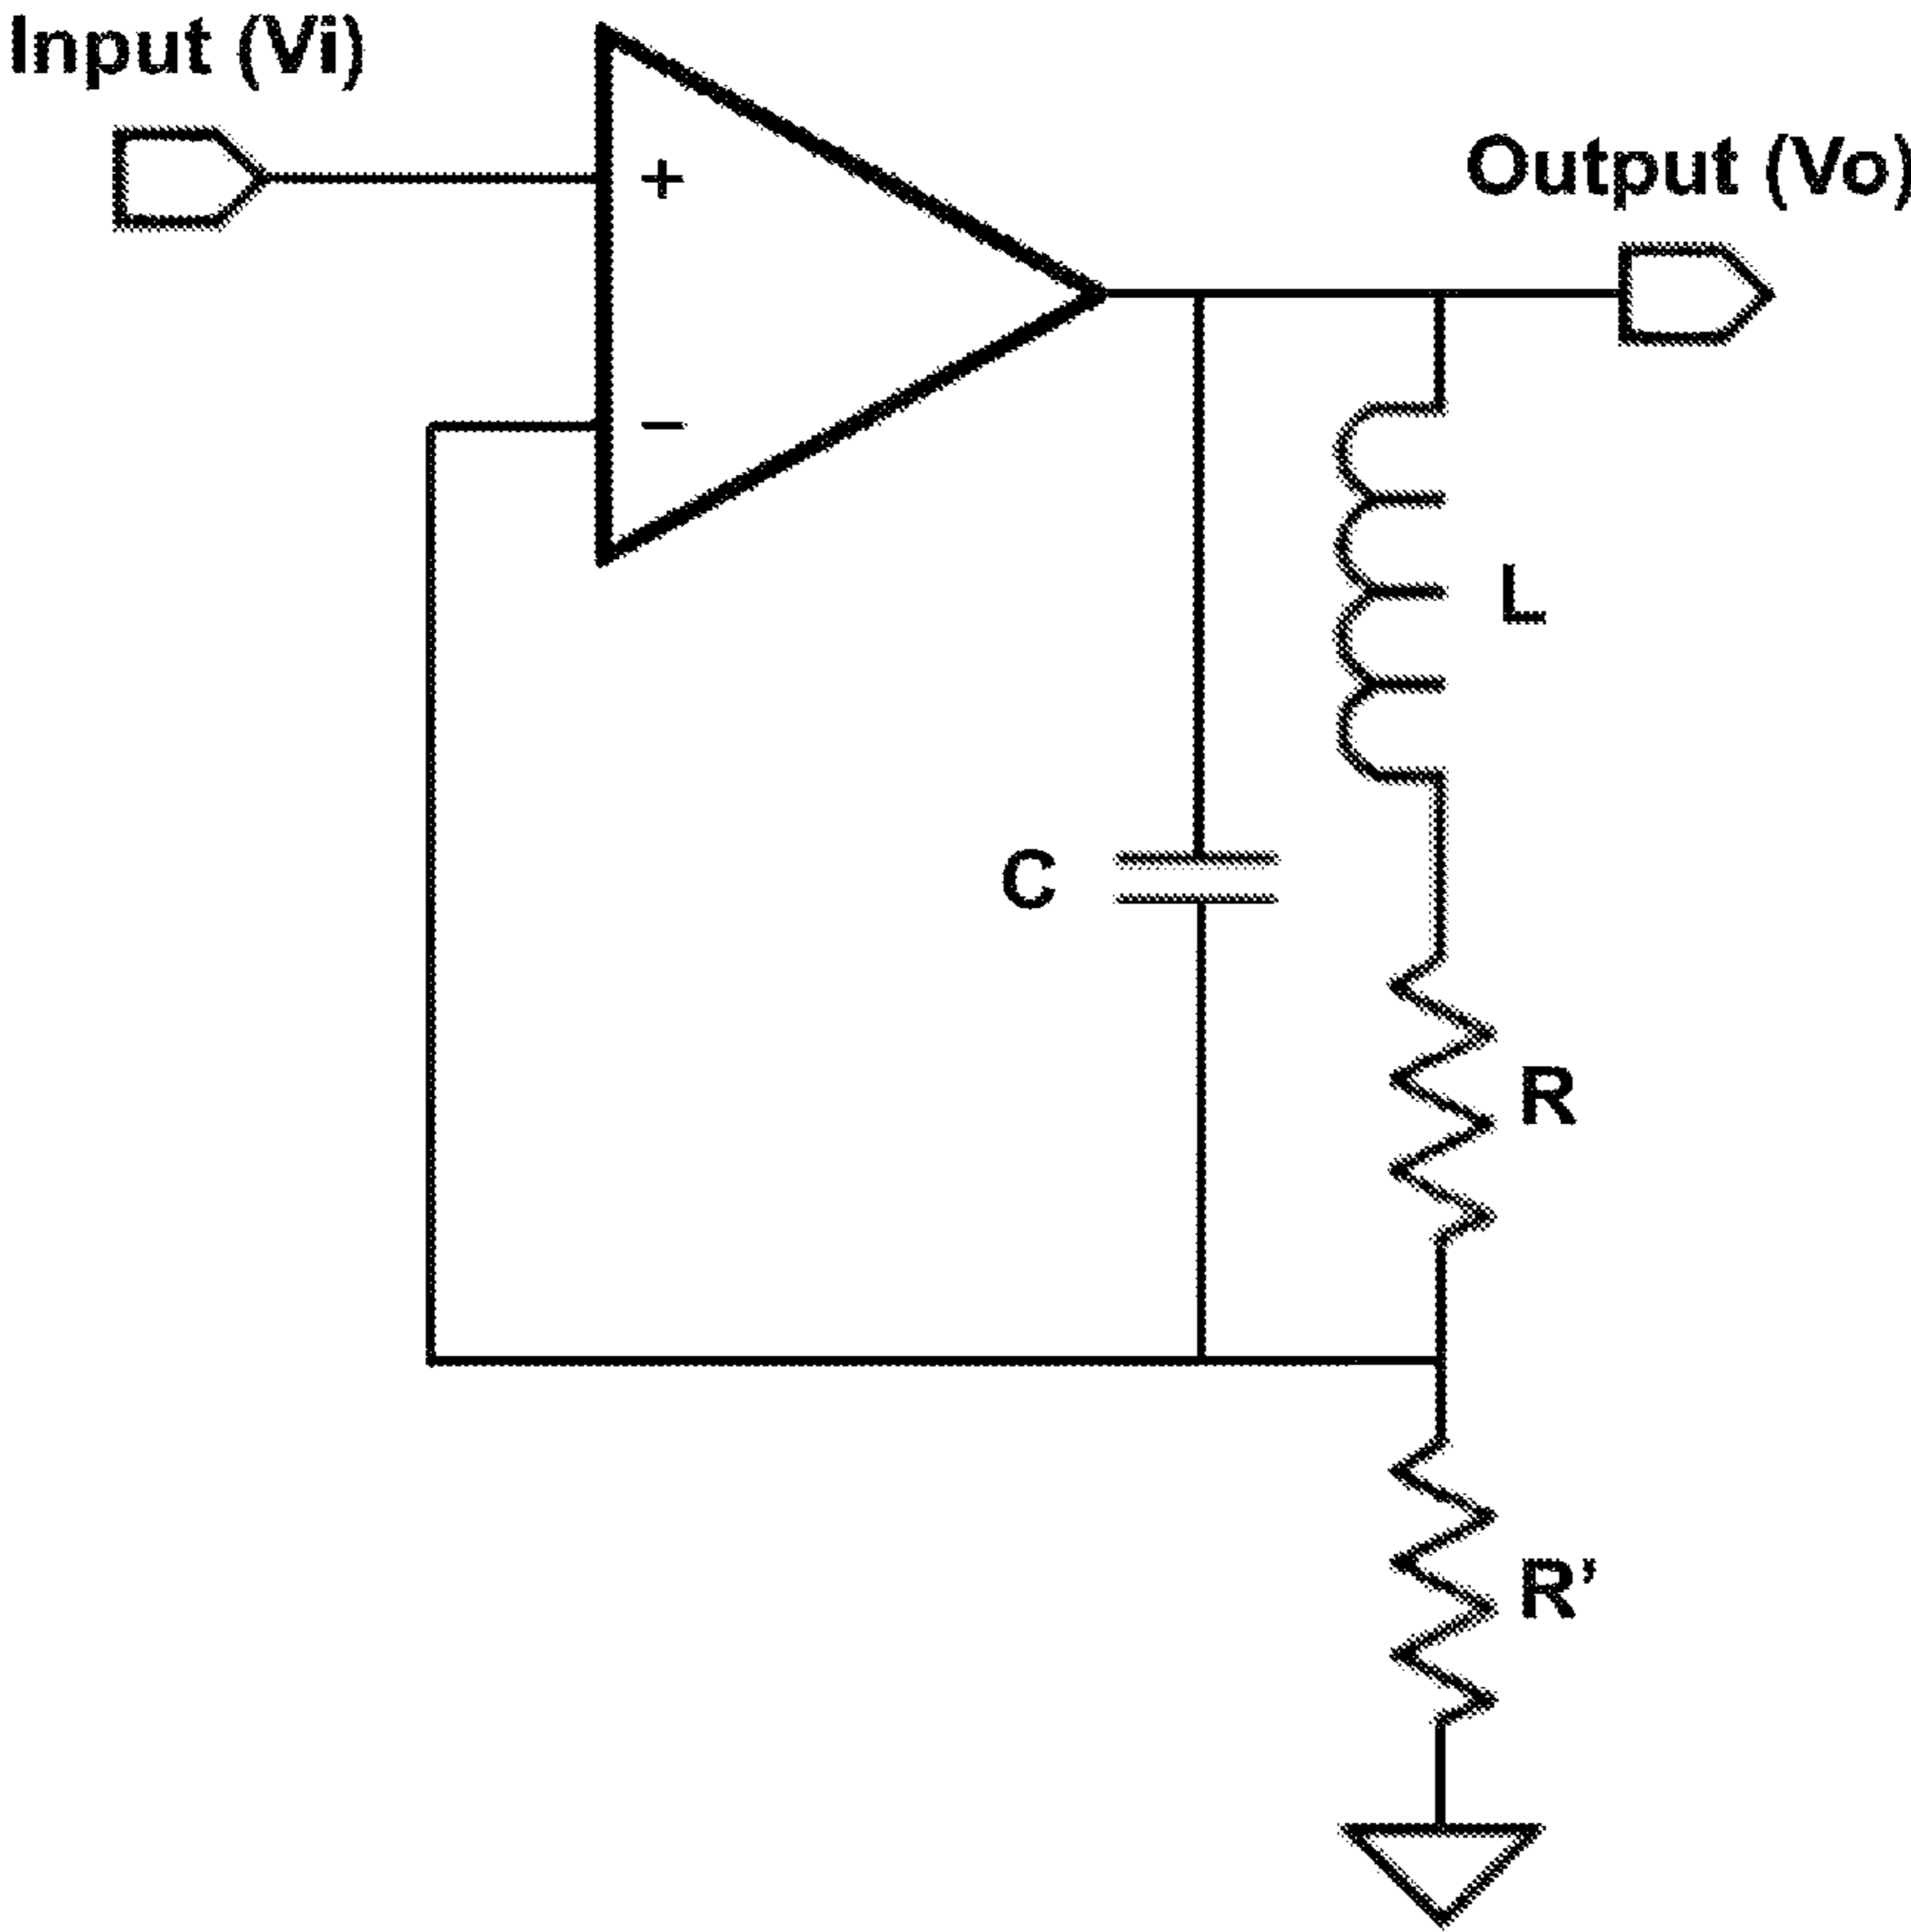 Input (Vi)
+
Output (Vo)
−
L
C
R
R’